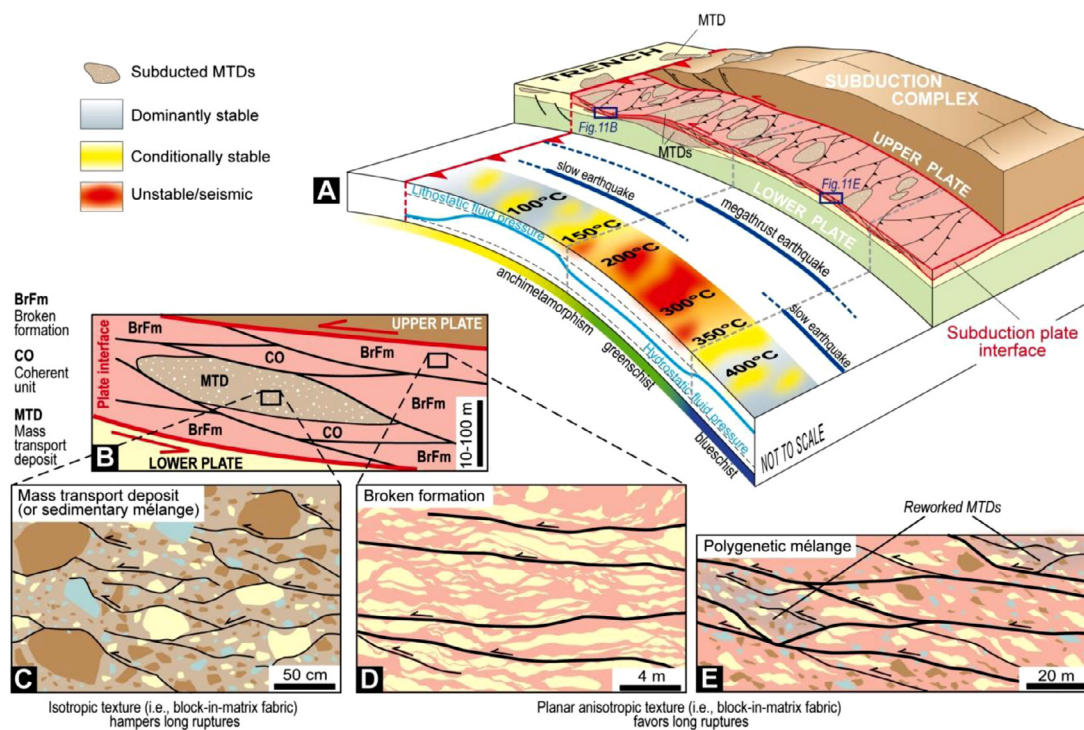 Subducted MTDs
Dominantly stable
Conditionally stable
Unstable/seismic
A
MTD
TRENCH
SUBDUCTION
COMPLEX
UPPER PLATE
Fig.11B
MTDs
Fig.11E
LOWER PLATE
slow earthquake
megathrust earthquake
slow earthquake
Lithostatic fluid pressure
100°C
150°C
200°C
300°C
350°C
400°C
Hydrostatic fluid pressure
anchimetamorphism
greenschist
blueschist
NOT TO SCALE
Subduction plate
interface
BrFm
Broken
formation
CO
Coherent
unit
MTD
Mass
transport
deposit
Plate interface
BrFm
UPPER PLATE
CO
BrFm
MTD
BrFm
BrFm
CO
BrFm
LOWER PLATE
10-100 m
B
Mass transport deposit
(or sedimentary mélange)
C
50 cm
Isotropic texture (i.e., block-in-matrix fabric)
hampers long ruptures
Broken formation
D
4 m
Reworked MTDs
Polygenetic mélange
E
20 m
Planar anisotropic texture (i.e., block-in-matrix fabric)
favors long ruptures